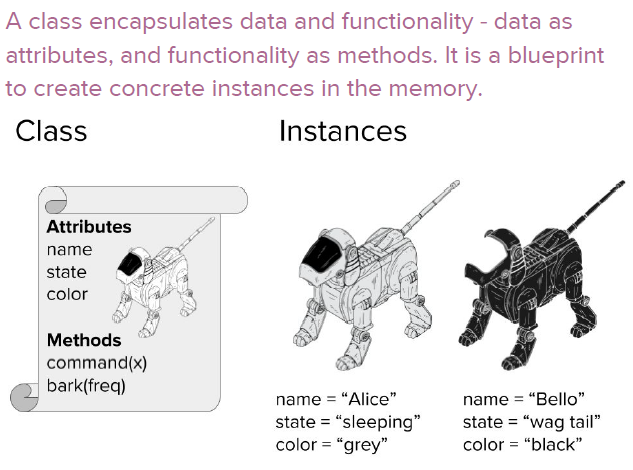 A class encapsulates data and functionality - data as
attributes, and functionality as methods. It is a blueprint
to create concrete instances in the memory.
Class
Instances
Attributes
name
state
color
Methods
command(x)
bark(freq)
name = “Alice”
state = “sleeping”
color = “grey”
name = “Bello”
state = “wag tail”
color = “black”